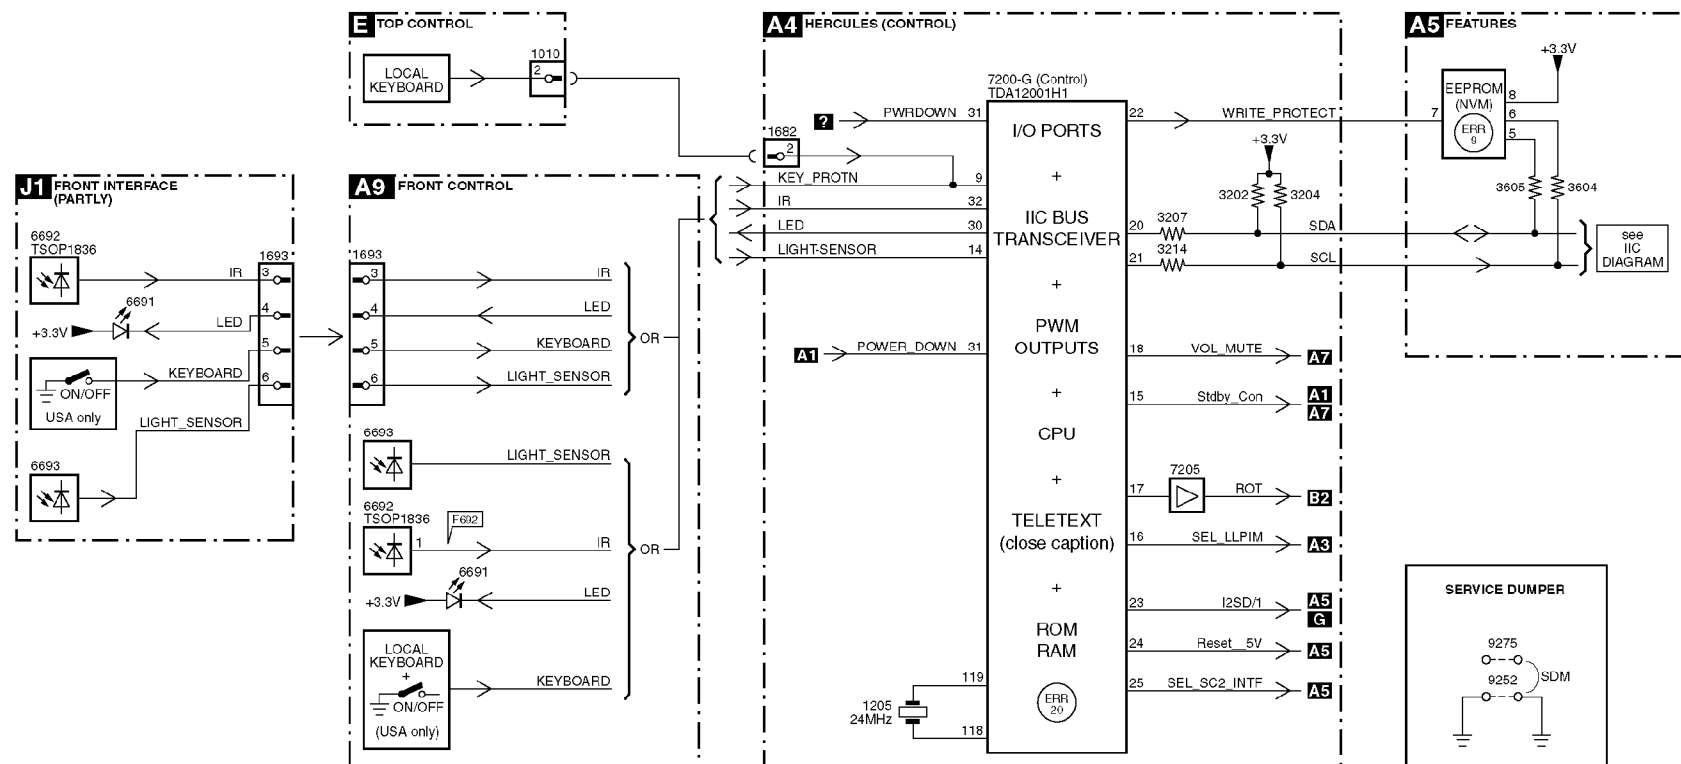 E TOP CONTROL
LOCAL
KEYBOARD
1010
2
A4 HERCULES (CONTROL)
7200-G (Control)
TDA12001H1
? PWRDOWN 31
1682
2
KEY_PROTN 9
IR 32
LED 30
LIGHT-SENSOR 14
A1 POWER_DOWN 31
I/O PORTS
+
IIC BUS
TRANSCEIVER
+
PWM
OUTPUTS
+
CPU
+
TELETEXT
(close caption)
+
ROM
RAM
ERR
20
119
1205
24MHz
118
22 WRITE_PROTECT 7
+3.3V
3202 3204
20 3207 SDA
21 3214 SCL
18 VOL_MUTE A7
15 Stdby_Con A1
A7
17 7205 ROT B2
16 SEL_LLPIM A3
23 I2SD/1 A5
G
24 Reset__5V A5
25 SEL_SC2_INTF A5
A5 FEATURES
+3.3V
EEPROM
(NVM)
ERR
9
8
6
5
3605 3604
see
IIC
DIAGRAM
J1 FRONT INTERFACE
(PARTLY)
6692
TSOP1836
IR
1693
3
6691
+3.3V
LED 4
KEYBOARD 5
ON/OFF
USA only
LIGHT_SENSOR 6
6693
A9 FRONT CONTROL
1693
3 IR
4 LED
5 KEYBOARD
6 LIGHT_SENSOR
OR
6693
LIGHT_SENSOR
6692
TSOP1836
1
F692
IR
OR
6691
+3.3V
LED
LOCAL
KEYBOARD
+
ON/OFF
(USA only)
KEYBOARD
SERVICE DUMPER
9275
9252
SDM